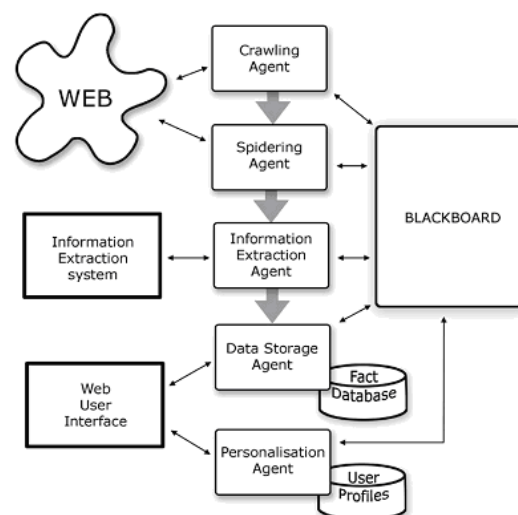 Crawling
Agent
WEB
Spidering
Agent
BLACKBOARD
Information
Extraction
system
Information
Extraction
Agent
Data Storage
Agent
Fact
Database
Web
User
Interface
Personalisation
Agent
User
Profiles